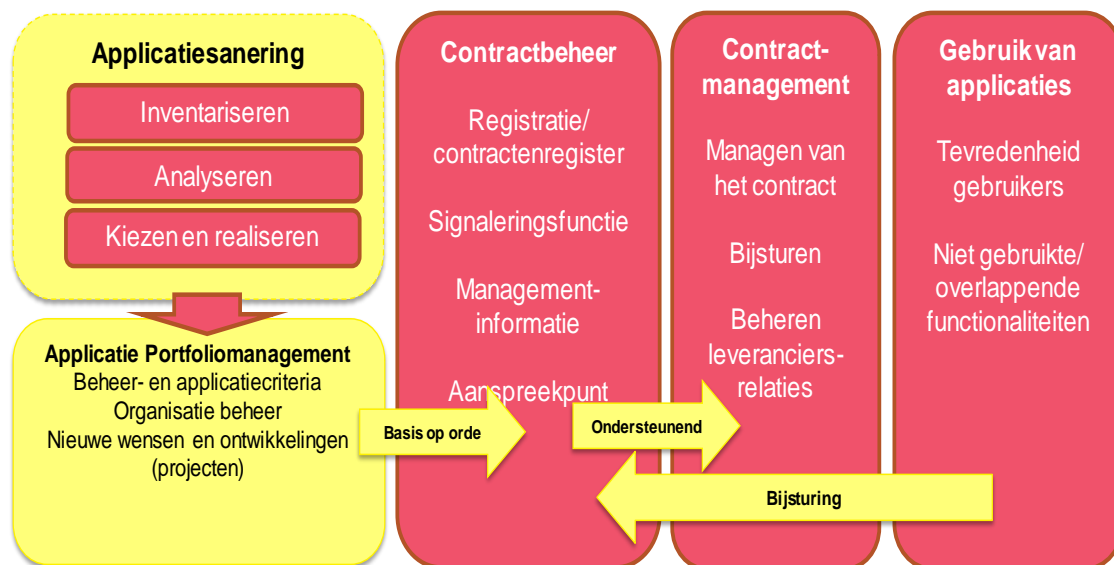 Applicatiesanering
Inventariseren
Analyseren
Kiezen en realiseren
Applicatie Portfoliomanagement
Beheer- en applicatiecriteria
Organisatie beheer
Nieuwe wensen en ontwikkelingen
(projecten)
Basis op orde
Contractbeheer
Registratie/
contractenregister
Signaleringsfunctie
Management-
informatie
Aanspreekpunt
Ondersteunend
Contract-
management
Managen van
het contract
Bijsturen
Beheren
leveranciers-
relaties
Gebruik van
applicaties
Tevredenheid
gebruikers
Niet gebruikte/
overlappende
functionaliteiten
Bijsturing